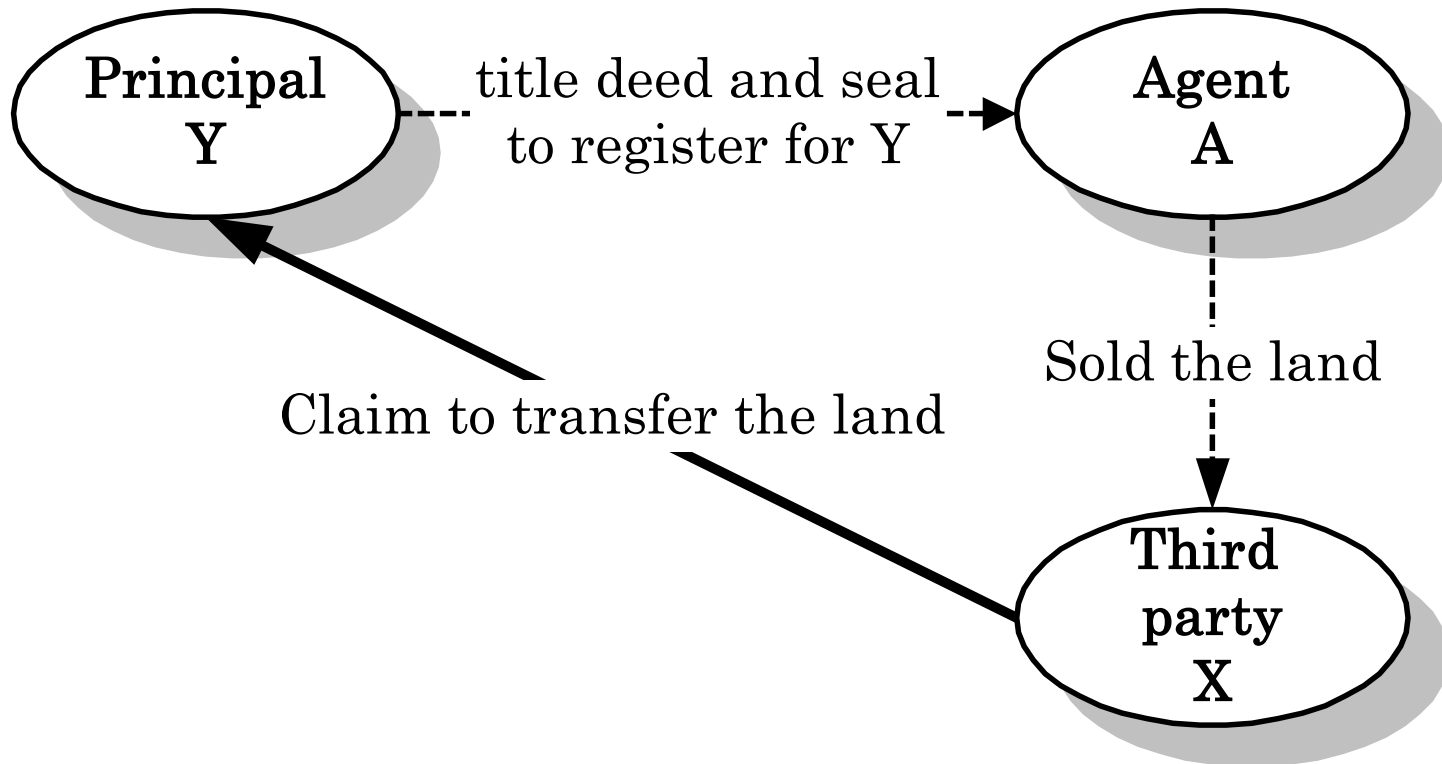 Principal
Y
title deed and seal
to register for Y
Agent
A
Sold the land
Claim to transfer the land
Third
party
X